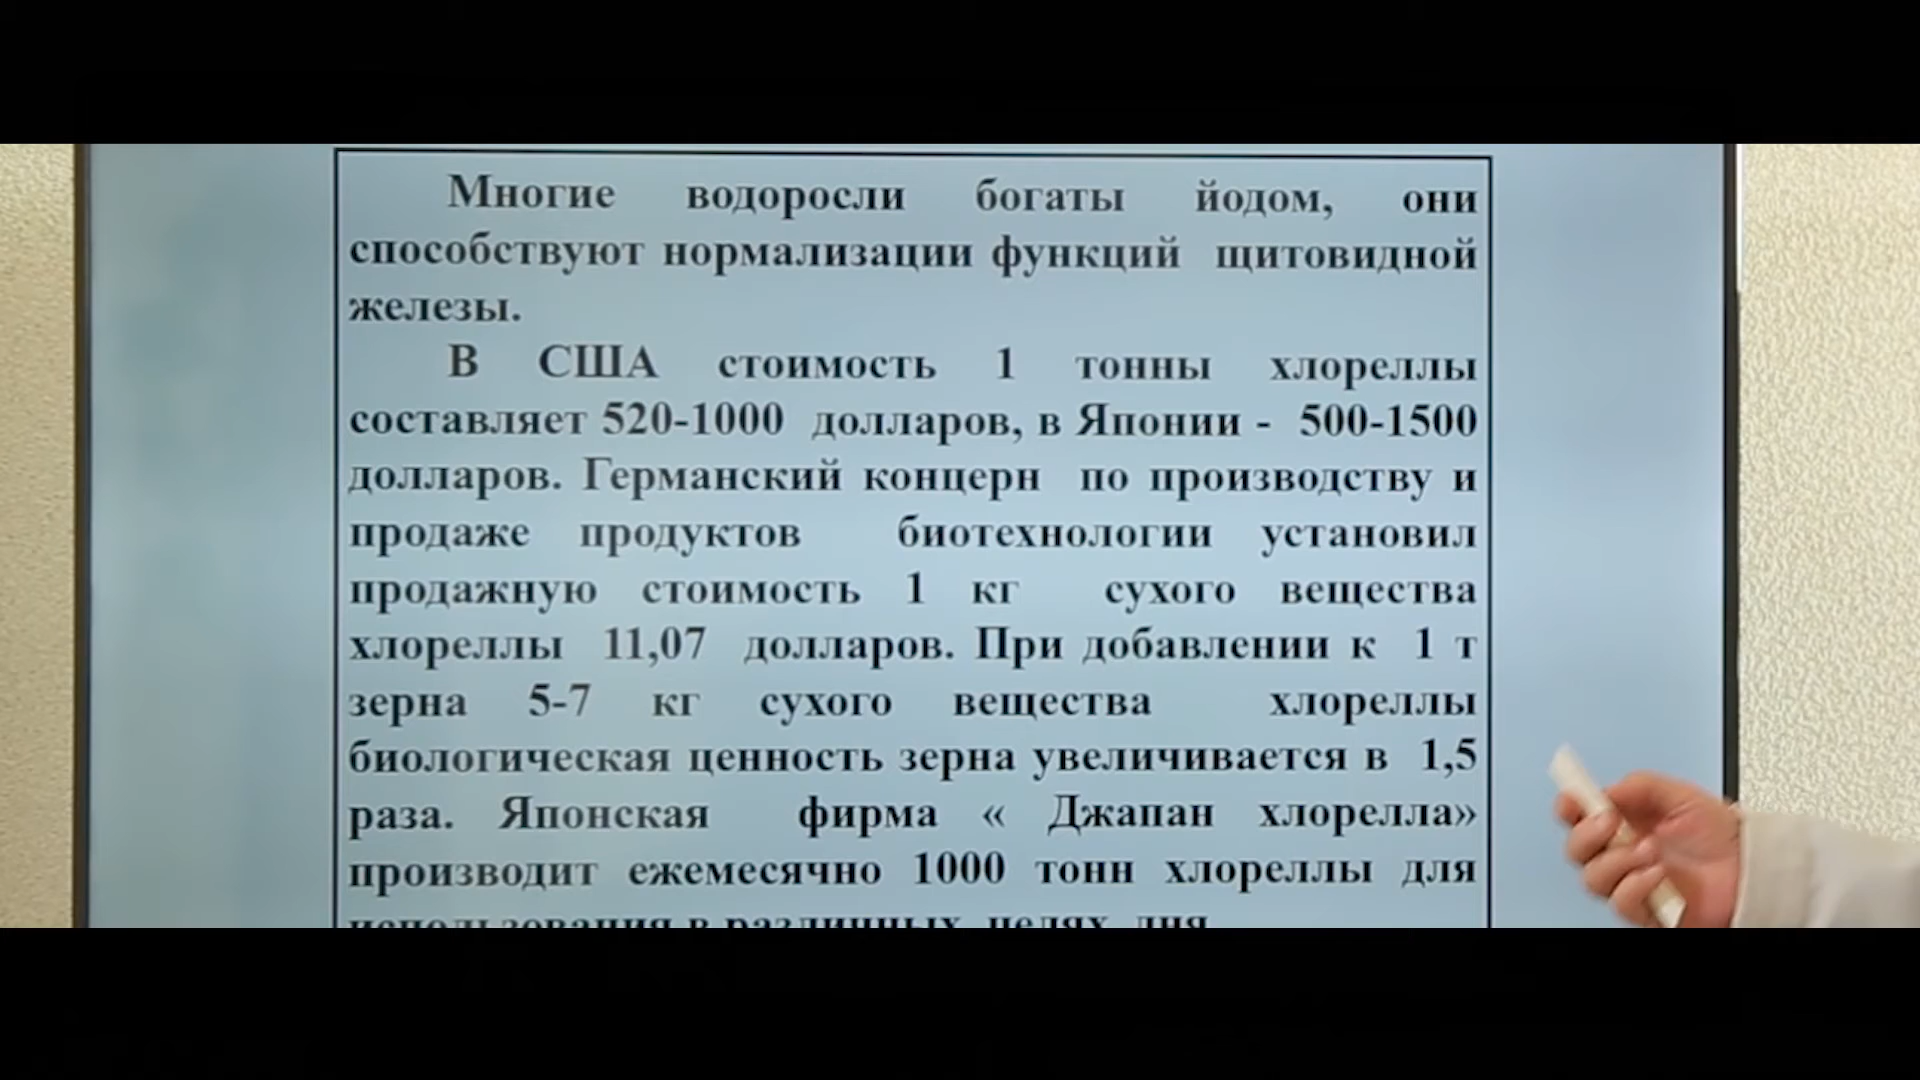 Многие водоросли богаты йодом, они
способствуют нормализации функций щитовидной
железы.
В США стоимость 1 тонны хлореллы
составляет 520-1000 долларов, в Японии - 500-1500
долларов. Германский концерн по производству и
продаже продуктов биотехнологии установил
продажную стоимость 1 кг сухого вещества
хлореллы 11,07 долларов. При добавлении к 1 т
зерна 5-7 кг сухого вещества хлореллы
биологическая ценность зерна увеличивается в 1,5
раза. Японская фирма « Джапан хлорелла»
производит ежемесячно 1000 тонн хлореллы для
использования в различных целях